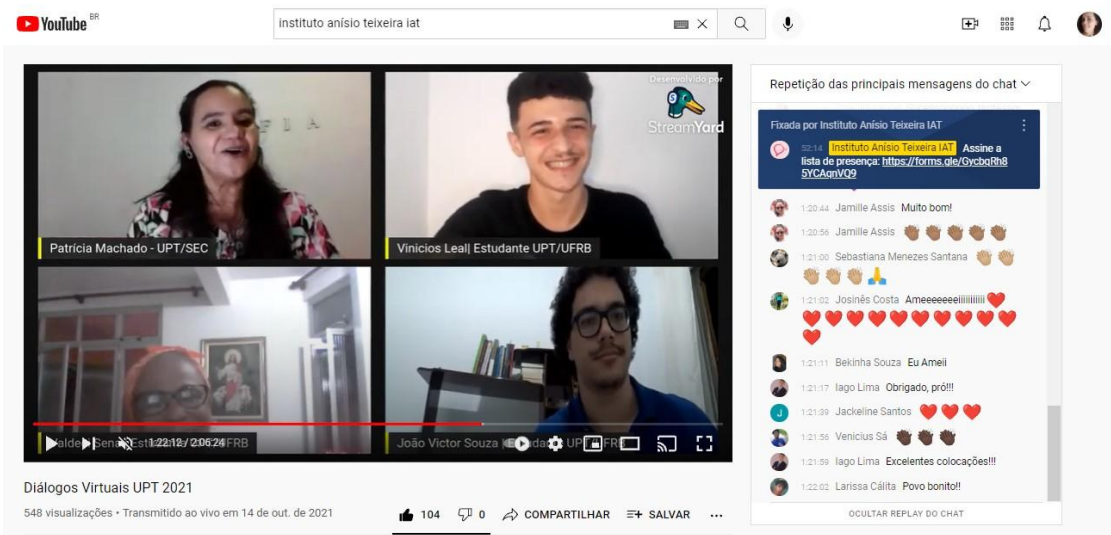 YouTube BR
instituto anísio teixeira iat
Desenvolvido por
StreamYard
Patrícia Machado - UPT/SEC
Vinicios Leal| Estudante UPT/UFRB
1:22:12 / 2:06:24
João Victor Souza
Diálogos Virtuais UPT 2021
548 visualizações • Transmitido ao vivo em 14 de out. de 2021
104
0
COMPARTILHAR
SALVAR
Repetição das principais mensagens do chat
Fixada por Instituto Anísio Teixeira IAT
52:14 Instituto Anísio Teixeira IAT Assine a
lista de presença: https://forms.gle/GycbqRh8
5YCAqnVQ9
1:20:44 Jamille Assis Muito bom!
1:20:56 Jamille Assis
1:21:00 Sebastiana Menezes Santana
1:21:02 Josinês Costa Ameeeeeeeiiiiiiiiii
1:21:11 Bekinha Souza Eu Ameii
1:21:17 Iago Lima Obrigado, pró!!!
J
1:21:39 Jackeline Santos
1:21:56 Venicius Sá
1:21:59 Iago Lima Excelentes colocações!!!
1:22:02 Larissa Cálita Povo bonito!!
OCULTAR REPLAY DO CHAT